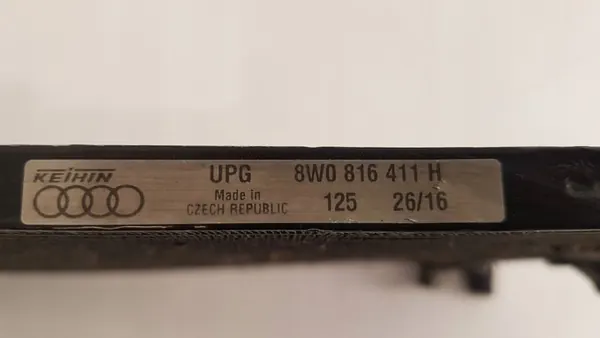 KEIHIN UPG 8W0 816 411 H
Made in
CZECH REPUBLIC 125 26/16